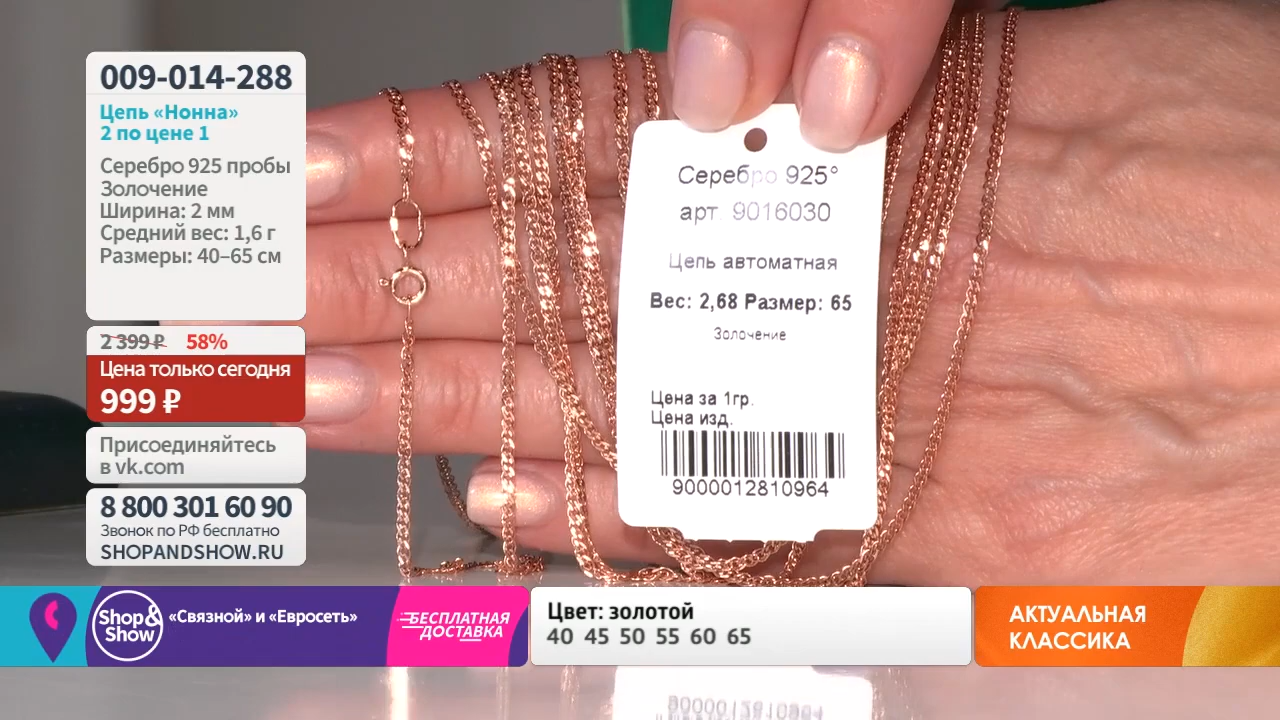 009-014-288
Цепь «Нонна»
2 по цене 1
Серебро 925 пробы
Золочение
Ширина: 2 мм
Средний вес: 1,6 г
Размеры: 40–65 см
2 399 ₽ 58%
Цена только сегодня
999 ₽
Присоединяйтесь
в vk.com
8 800 301 60 90
Звонок по РФ бесплатно
SHOPANDSHOW.RU
Серебро 925°
арт. 9016030
Цепь автоматная
Вес: 2,68 Размер: 65
Золочение
Цена за 1гр.
Цена изд.
9000012810964
Shop&
Show
«Связной» и «Евросеть»
БЕСПЛАТНАЯ
ДОСТАВКА
Цвет: золотой
40 45 50 55 60 65
АКТУАЛЬНАЯ
КЛАССИКА